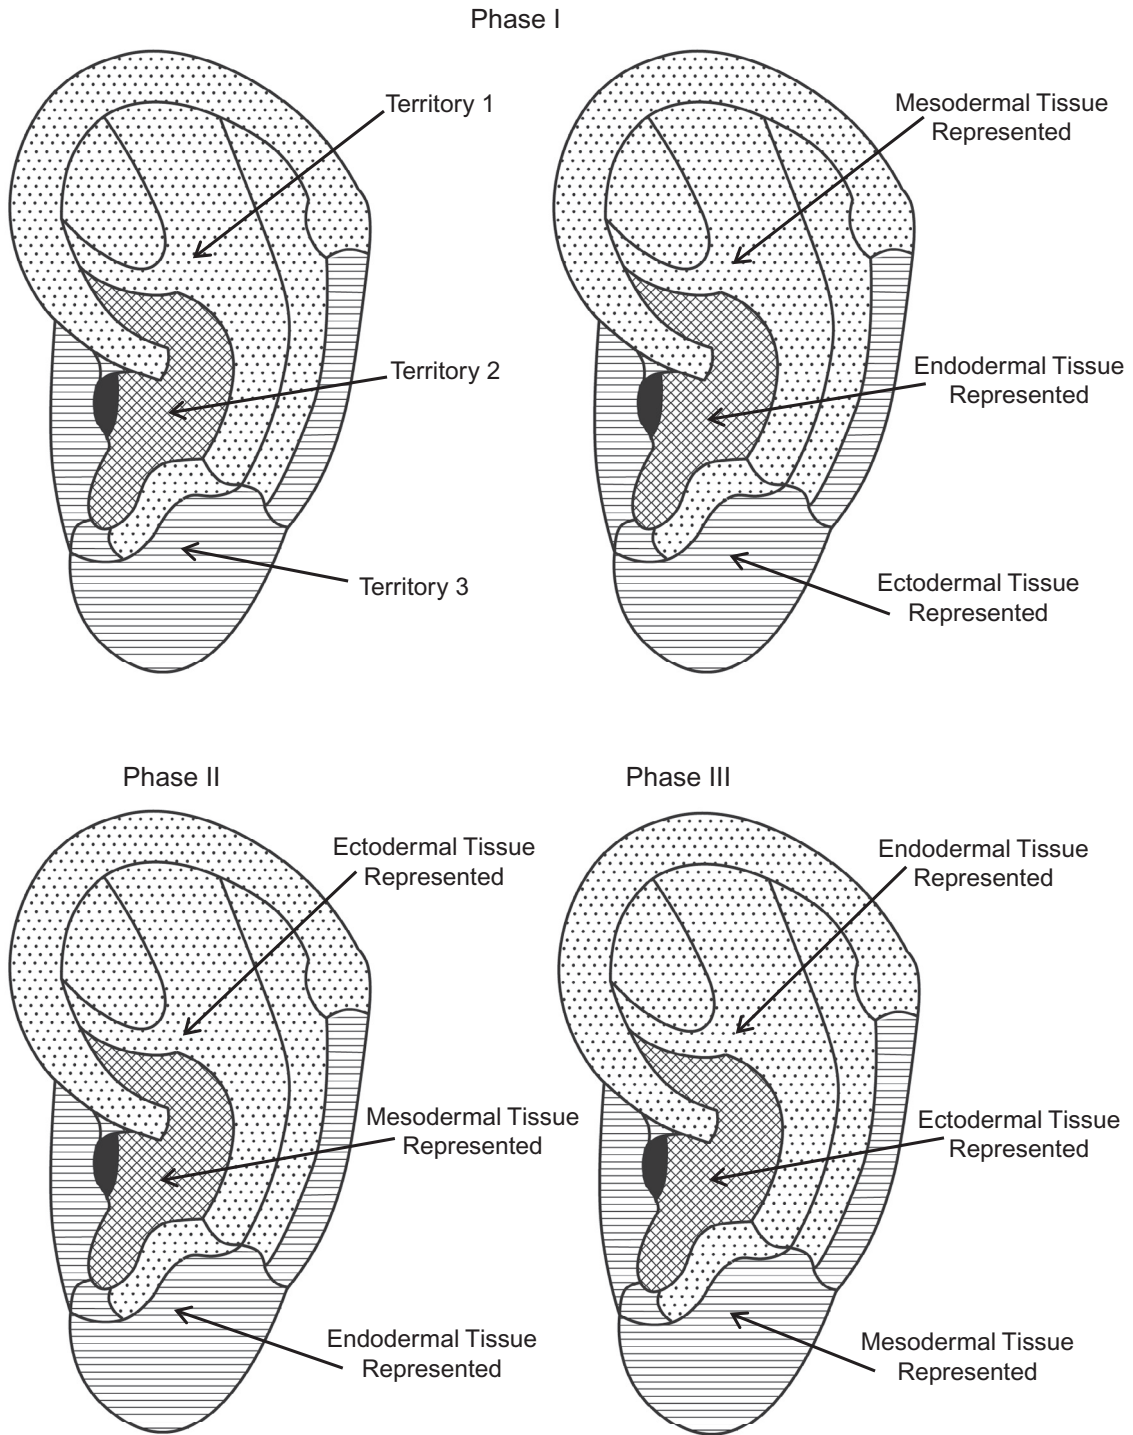 Phase I
Territory 1
Territory 2
Territory 3
Mesodermal Tissue
Represented
Endodermal Tissue
Represented
Ectodermal Tissue
Represented
Phase II
Ectodermal Tissue
Represented
Mesodermal Tissue
Represented
Endodermal Tissue
Represented
Phase III
Endodermal Tissue
Represented
Ectodermal Tissue
Represented
Mesodermal Tissue
Represented